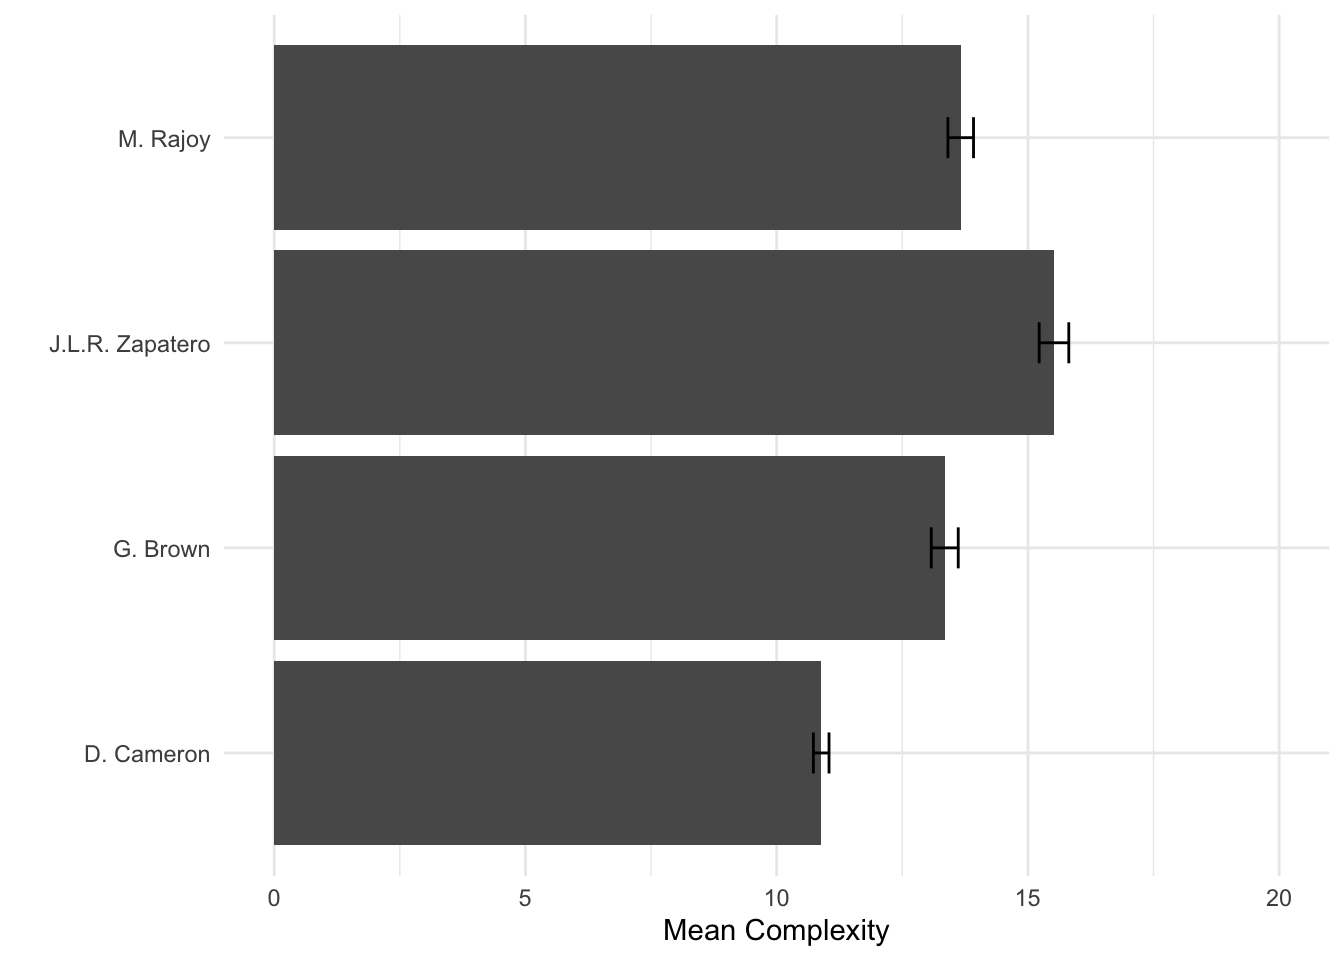 M. Rajoy
J.L.R. Zapatero
G. Brown
D. Cameron
0 5 10 15 20
Mean Complexity